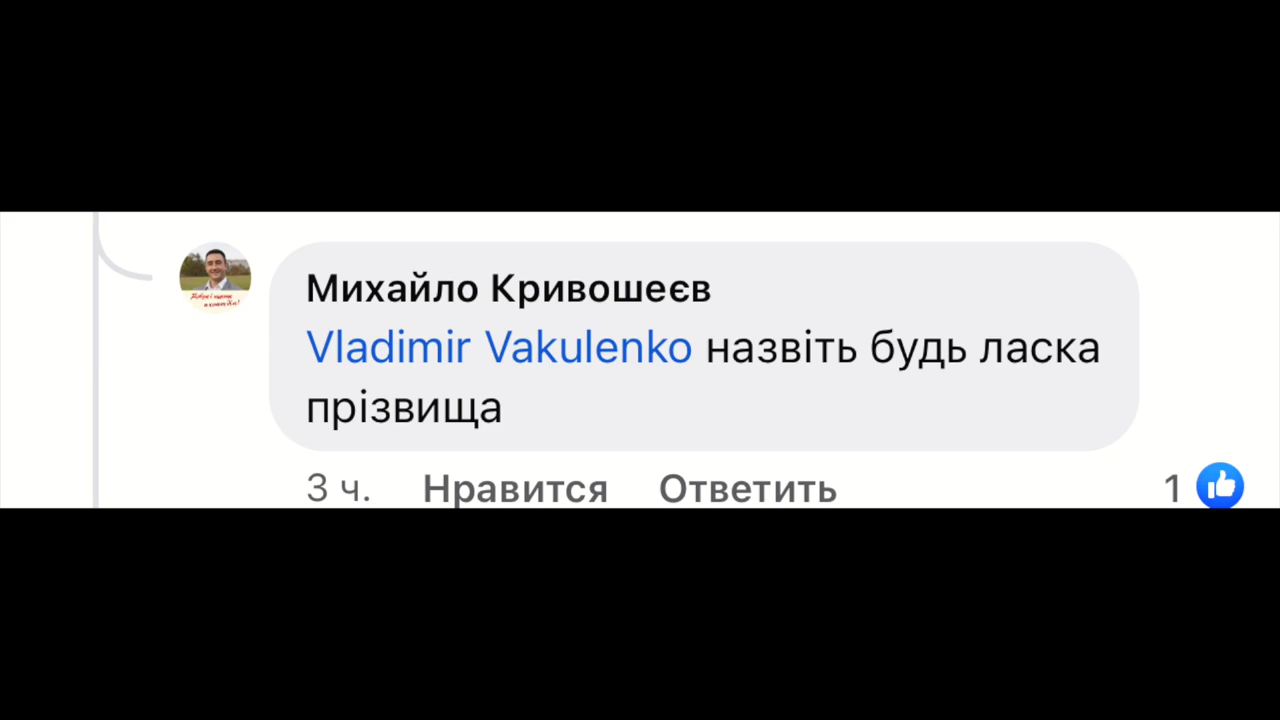 Михайло Кривошеєв
Vladimir Vakulenko назвіть будь ласка
прізвища
3 ч. Нравится Ответить 1